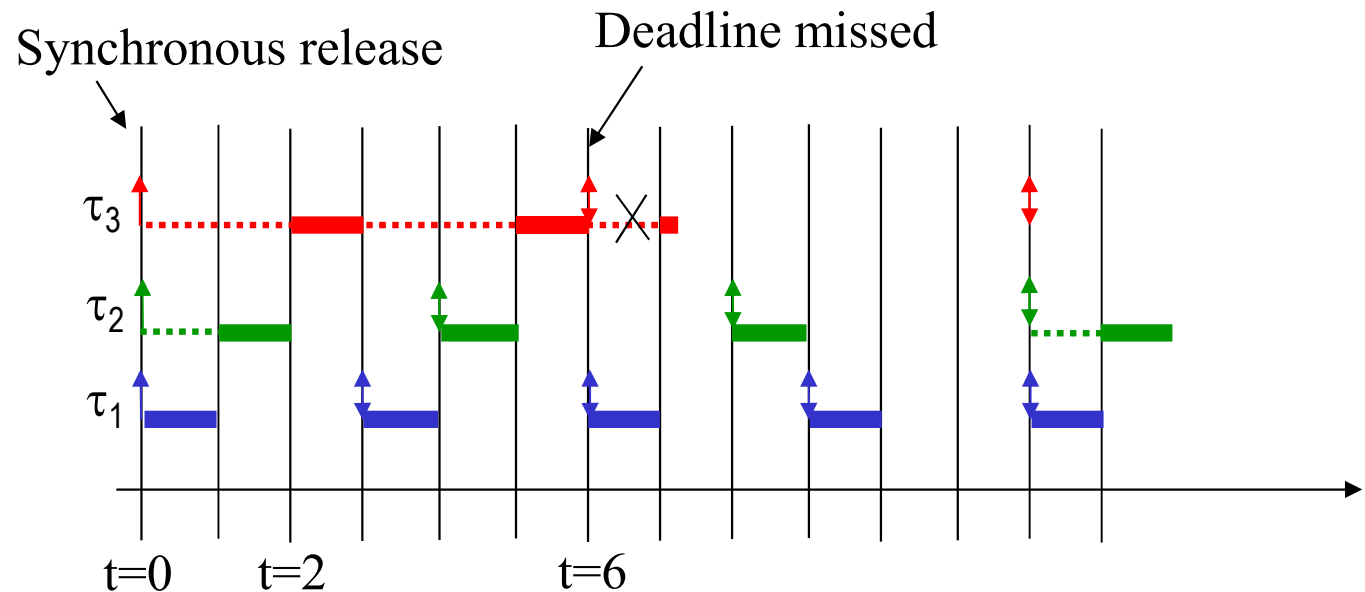 Synchronous release
Deadline missed
τ3
τ2
τ1
t=0
t=2
t=6